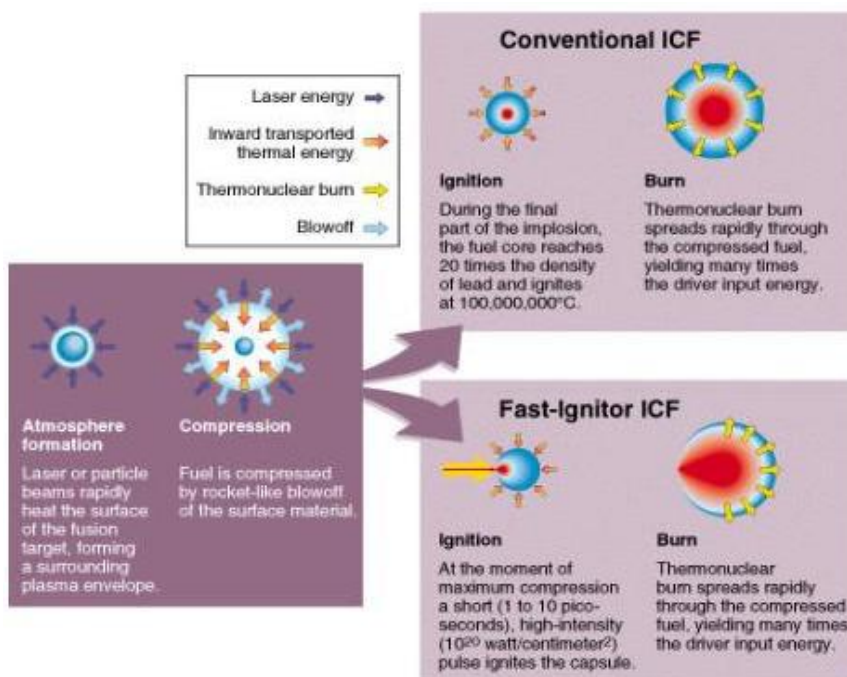 Conventional ICF
Laser energy
Inward transported
thermal energy
Thermonuclear burn
Blowoff
Ignition
During the final
part of the implosion,
the fuel core reaches
20 times the density
of lead and ignites
at 100,000,000°C.
Burn
Thermonuclear burn
spreads rapidly through
the compressed fuel,
yielding many times
the driver input energy.
Atmosphere
formation
Laser or particle
beams rapidly
heat the surface
of the fusion
target, forming
a surrounding
plasma envelope.
Compression
Fuel is compressed
by rocket-like blowoff
of the surface material.
Fast-Ignitor ICF
Ignition
At the moment of
maximum compression
a short (1 to 10 pico-
seconds), high-intensity
(10²⁰ watt/centimeter²)
pulse ignites the capsule.
Burn
Thermonuclear
burn spreads rapidly
through the compressed
fuel, yielding many times
the driver input energy.